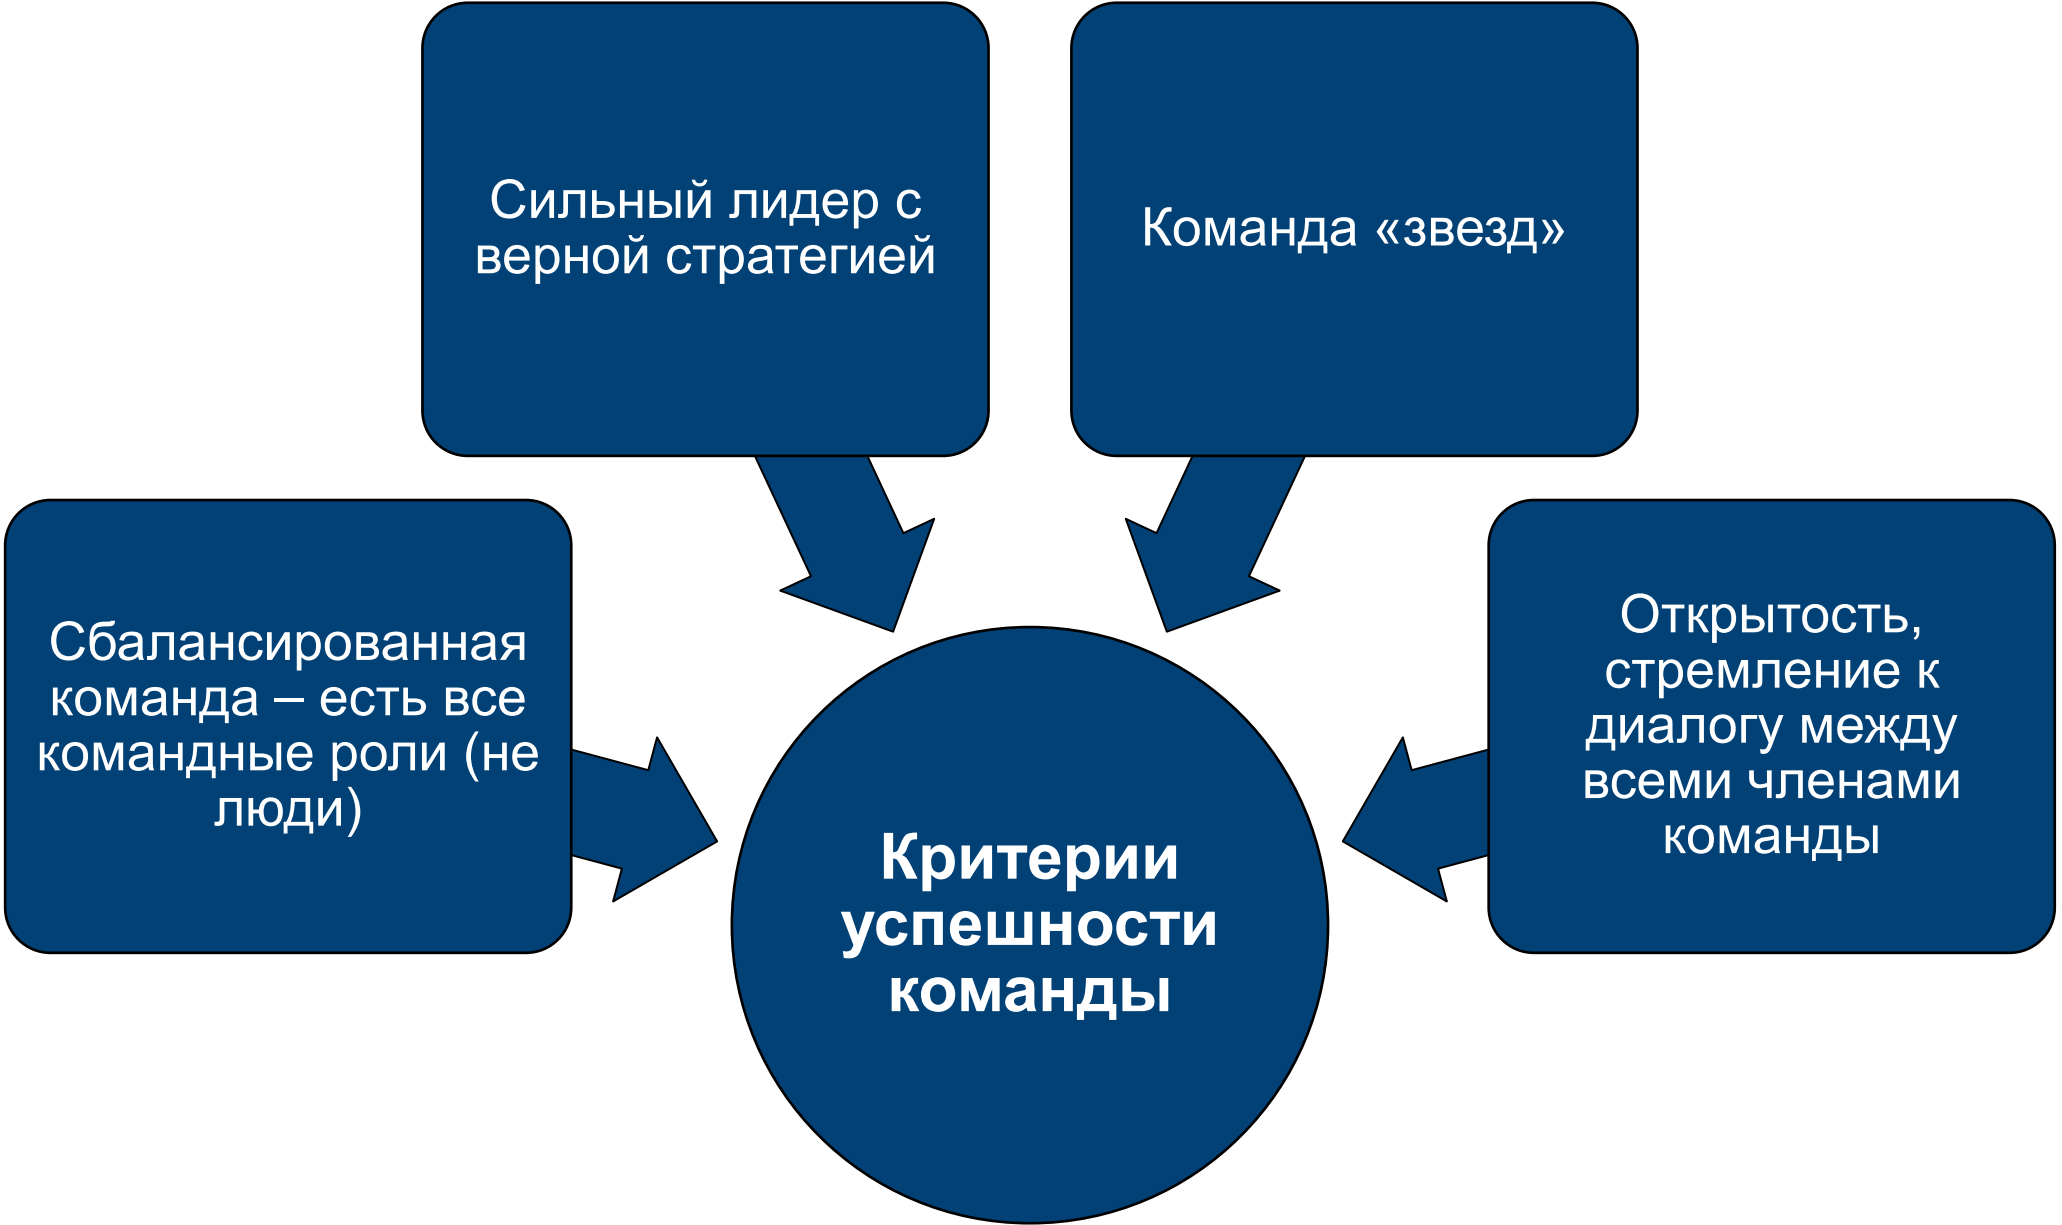 Сильный лидер с
верной стратегией
Команда «звезд»
Сбалансированная
команда – есть все
командные роли (не
люди)
Открытость,
стремление к
диалогу между
всеми членами
команды
Критерии
успешности
команды